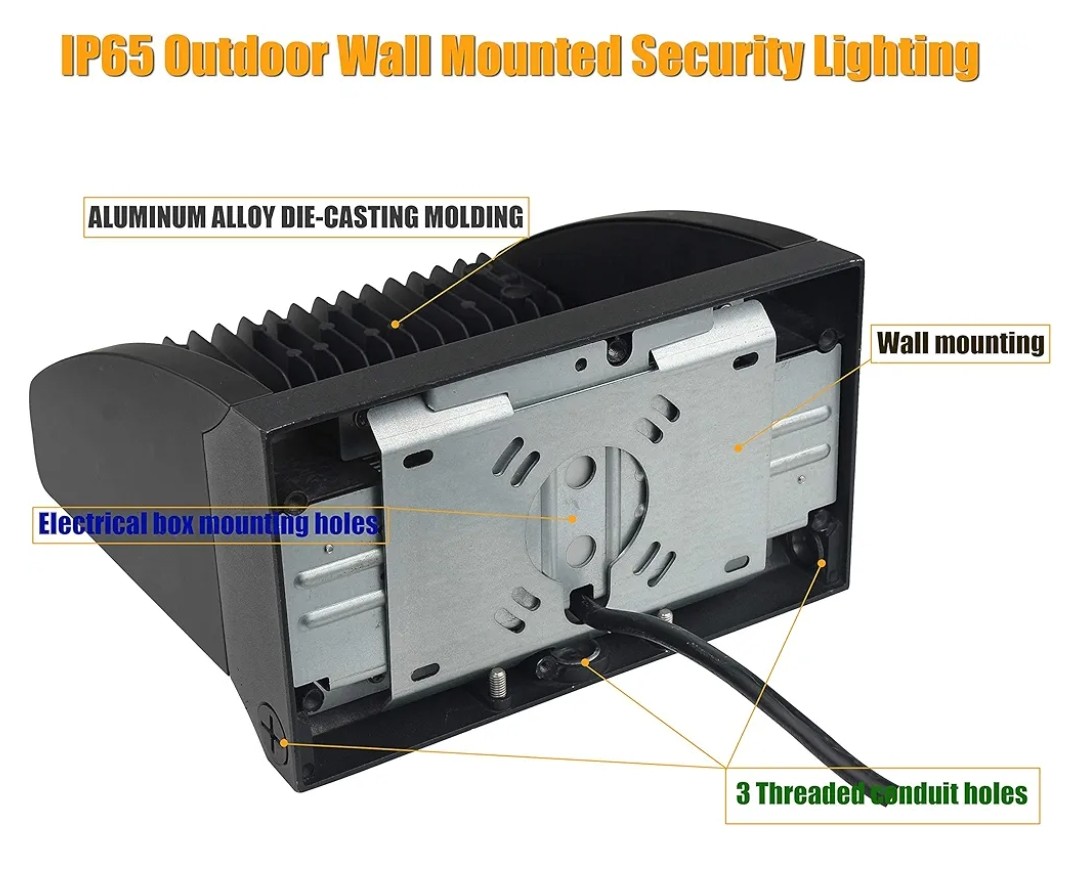 IP65 Outdoor Wall Mounted Security Lighting
ALUMINUM ALLOY DIE-CASTING MOLDING
Wall mounting
Electrical box mounting holes
3 Threaded conduit holes